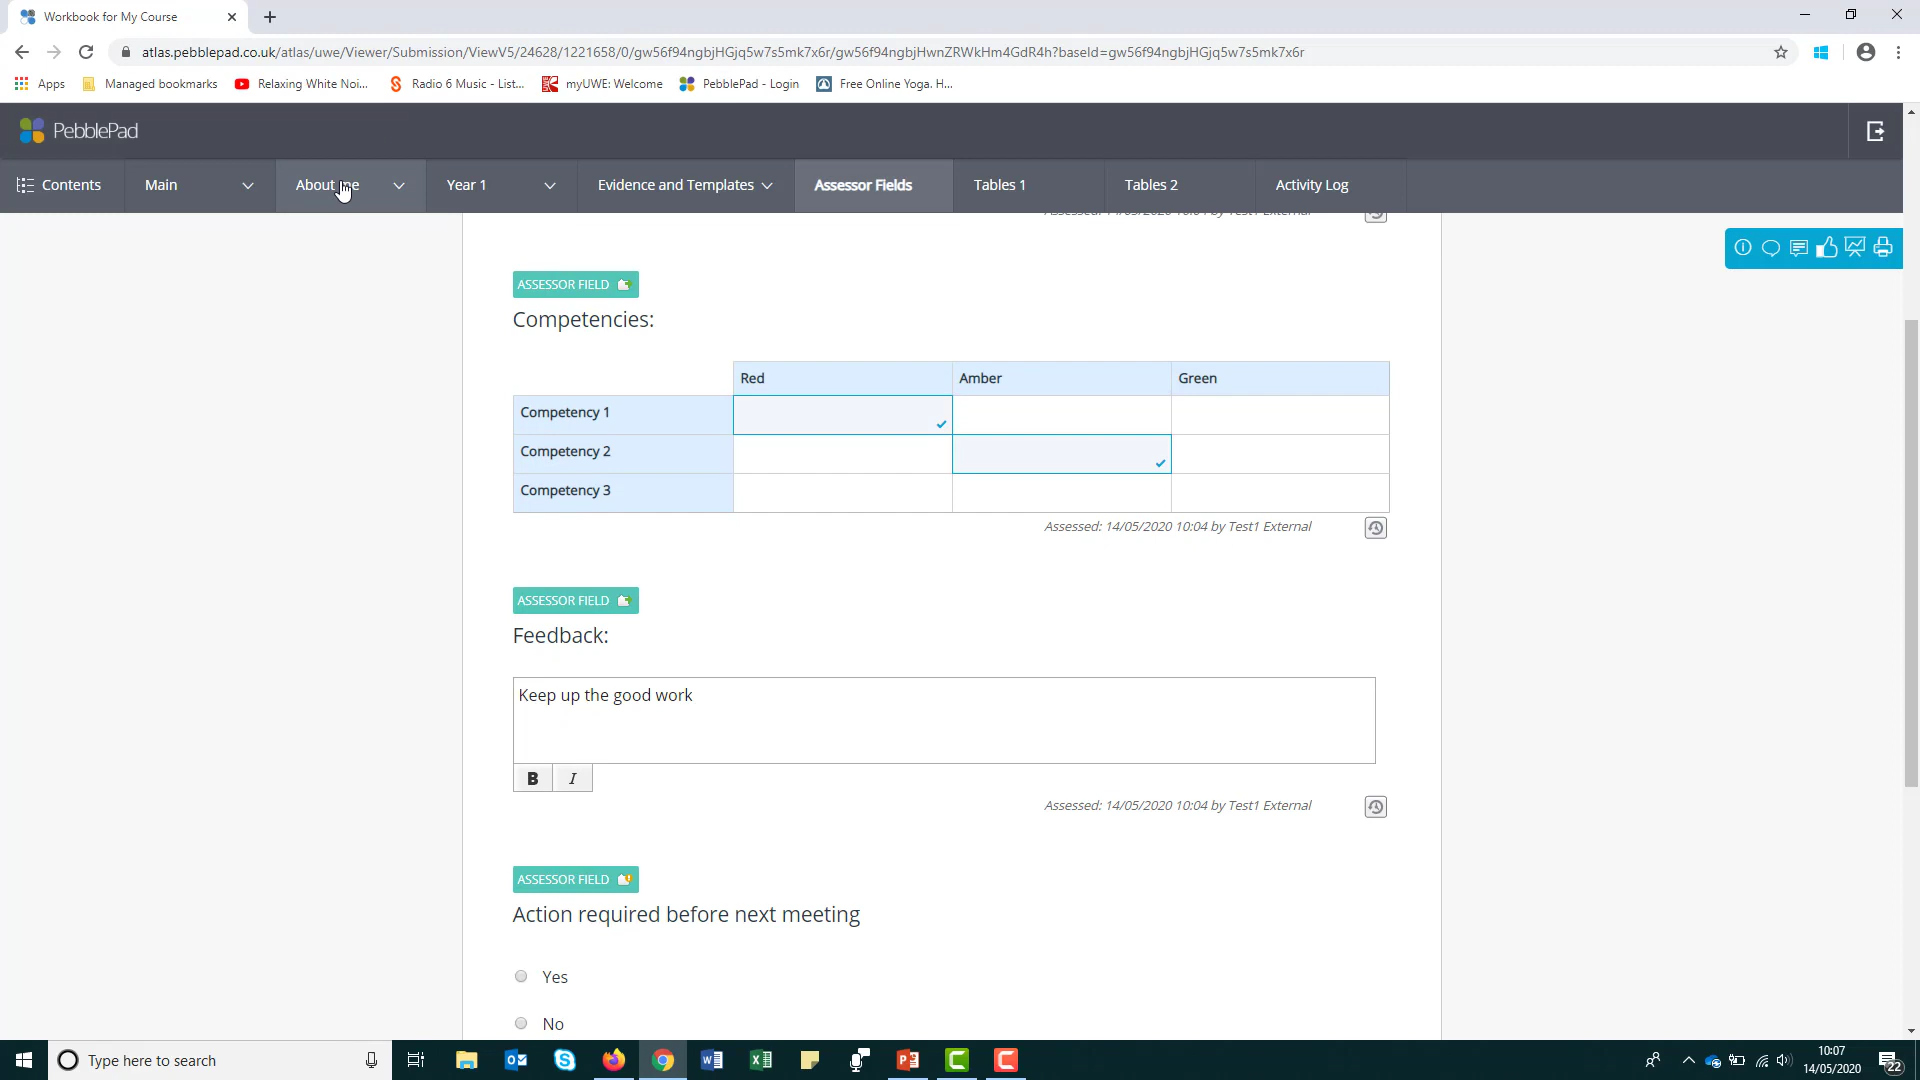 Workbook for My Course
atlas.pebblepad.co.uk/atlas/uwe/Viewer/Submission/ViewV5/24628/1221658/0/gw56f94ngbjHGjq5w7s5mk7x6r/gw56f94ngbjHwnZRWkHm4GdR4h?baseId=gw56f94ngbjHGjq5w7s5mk7x6r
Apps Managed bookmarks Relaxing White Noi... Radio 6 Music - List... myUWE: Welcome PebblePad - Login Free Online Yoga. H...
PebblePad
Contents Main About me Year 1 Evidence and Templates Assessor Fields Tables 1 Tables 2 Activity Log
ASSESSOR FIELD
Competencies:
Red Amber Green
Competency 1
Competency 2
Competency 3
Assessed: 14/05/2020 10:04 by Test1 External
ASSESSOR FIELD
Feedback:
Keep up the good work
B I
Assessed: 14/05/2020 10:04 by Test1 External
ASSESSOR FIELD
Action required before next meeting
Yes
No
Type here to search
10:07
14/05/2020
22